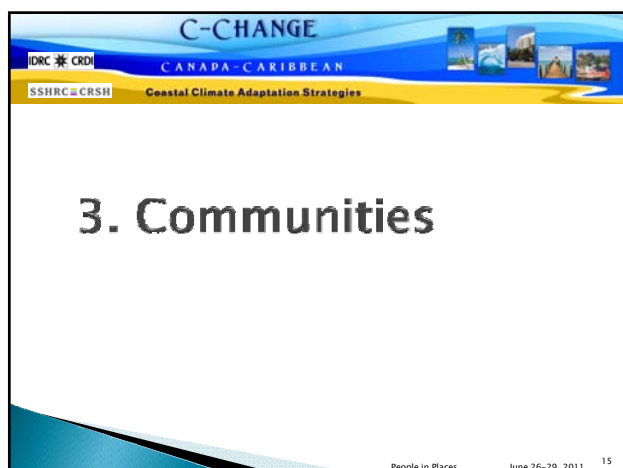 C-CHANGE
IDRC CRDI
CANAPA-CARIBBEAN
SSHRC CRSH
Coastal Climate Adaptation Strategies
3. Communities
People in Places June 26-29, 2011 15